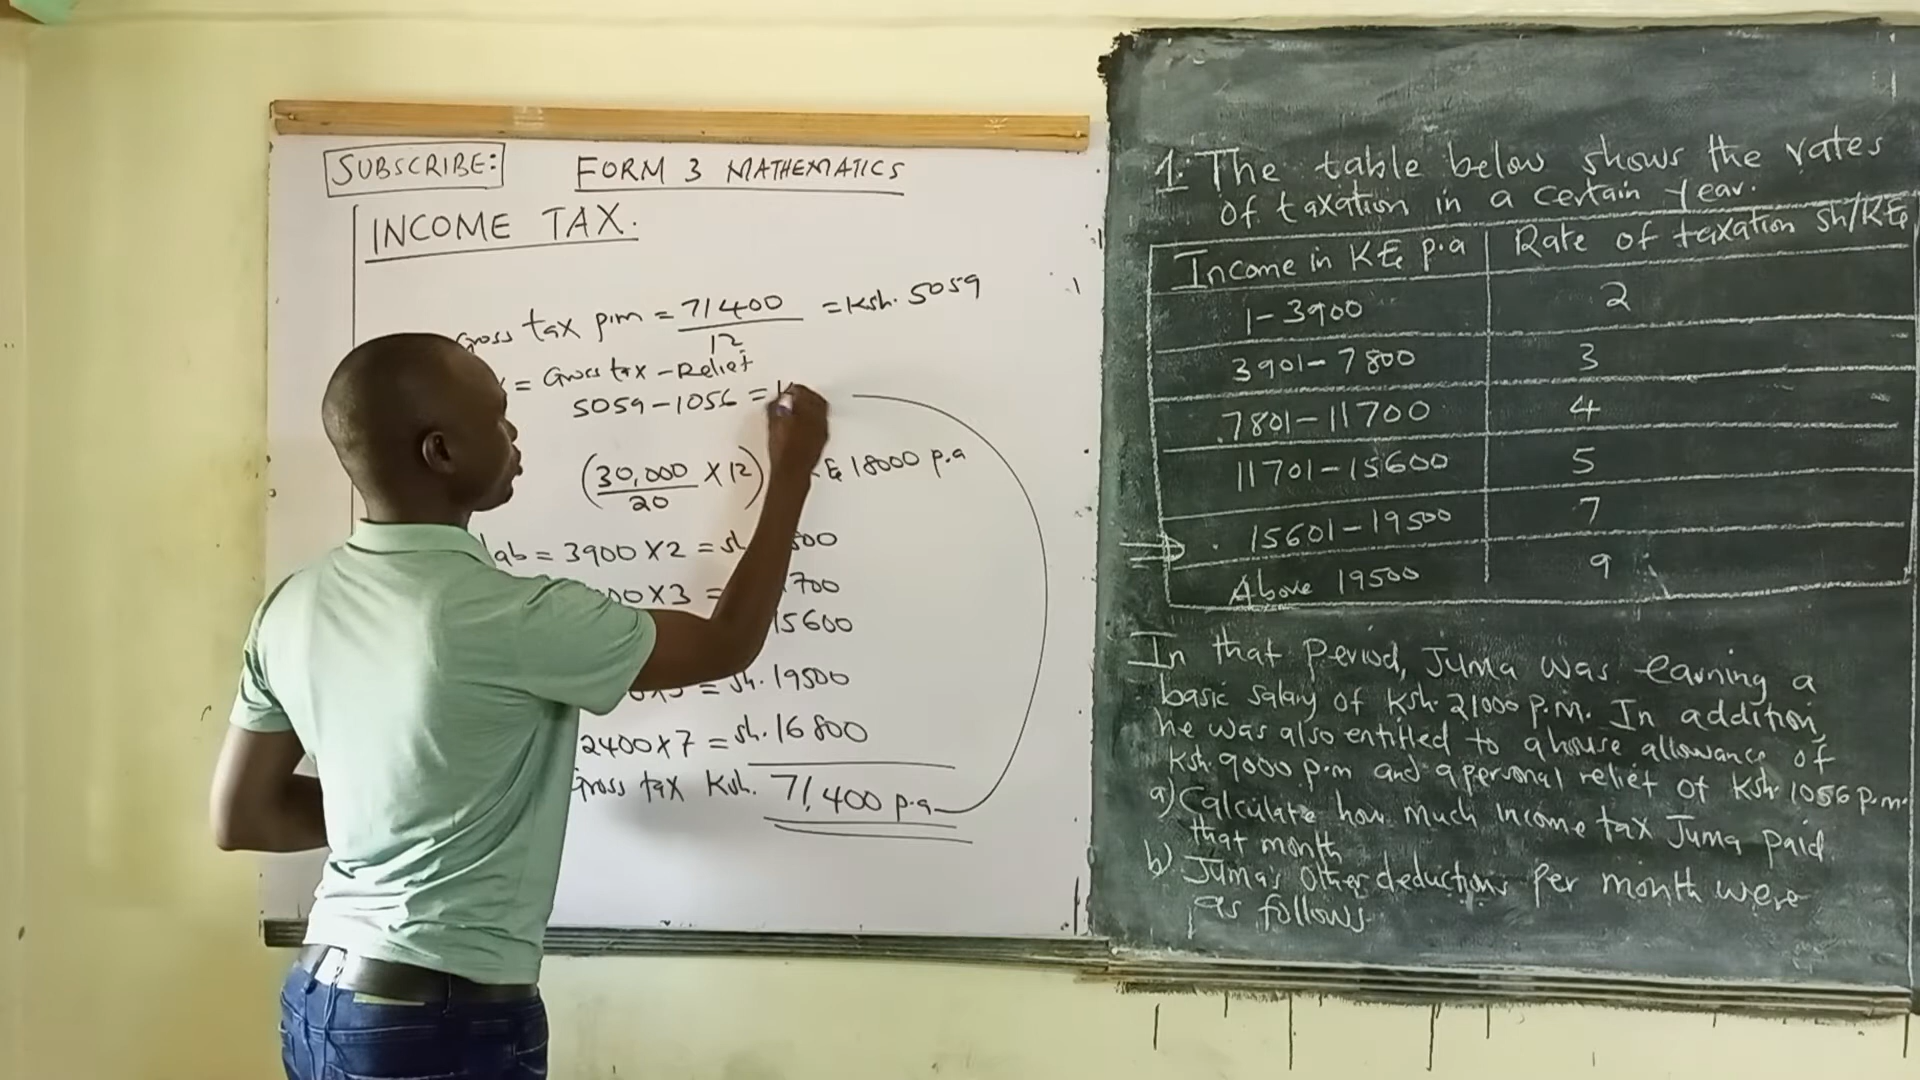 SUBSCRIBE: FORM 3 MATHEMATICS
INCOME TAX.
Gross tax p.m = 71400 / 12 = Ksh. 5059
= Gross tax - Relief
5059 - 1056 =
(30,000 / 20 X 12) 18000 p.a
lab = 3900 X 2 = sh
X 3 =
15600
= sh. 19500
2400 X 7 = sh. 16800
Gross tax Ksh. 71,400 p.a
1. The table below shows the rates
of taxation in a certain year.
Income in K£ p.a Rate of taxation sh/K£
1-3900 2
3901-7800 3
7801-11700 4
11701-15600 5
15601-19500 7
Above 19500 9
In that period, Juma was earning a
basic salary of Ksh. 21000 P.M. In addition,
he was also entitled to a house allowance of
Ksh. 9000 p.m and a personal relief of Ksh. 1056 p.m.
a) Calculate how much income tax Juma paid
that month
b) Juma's other deductions per month were
as follows